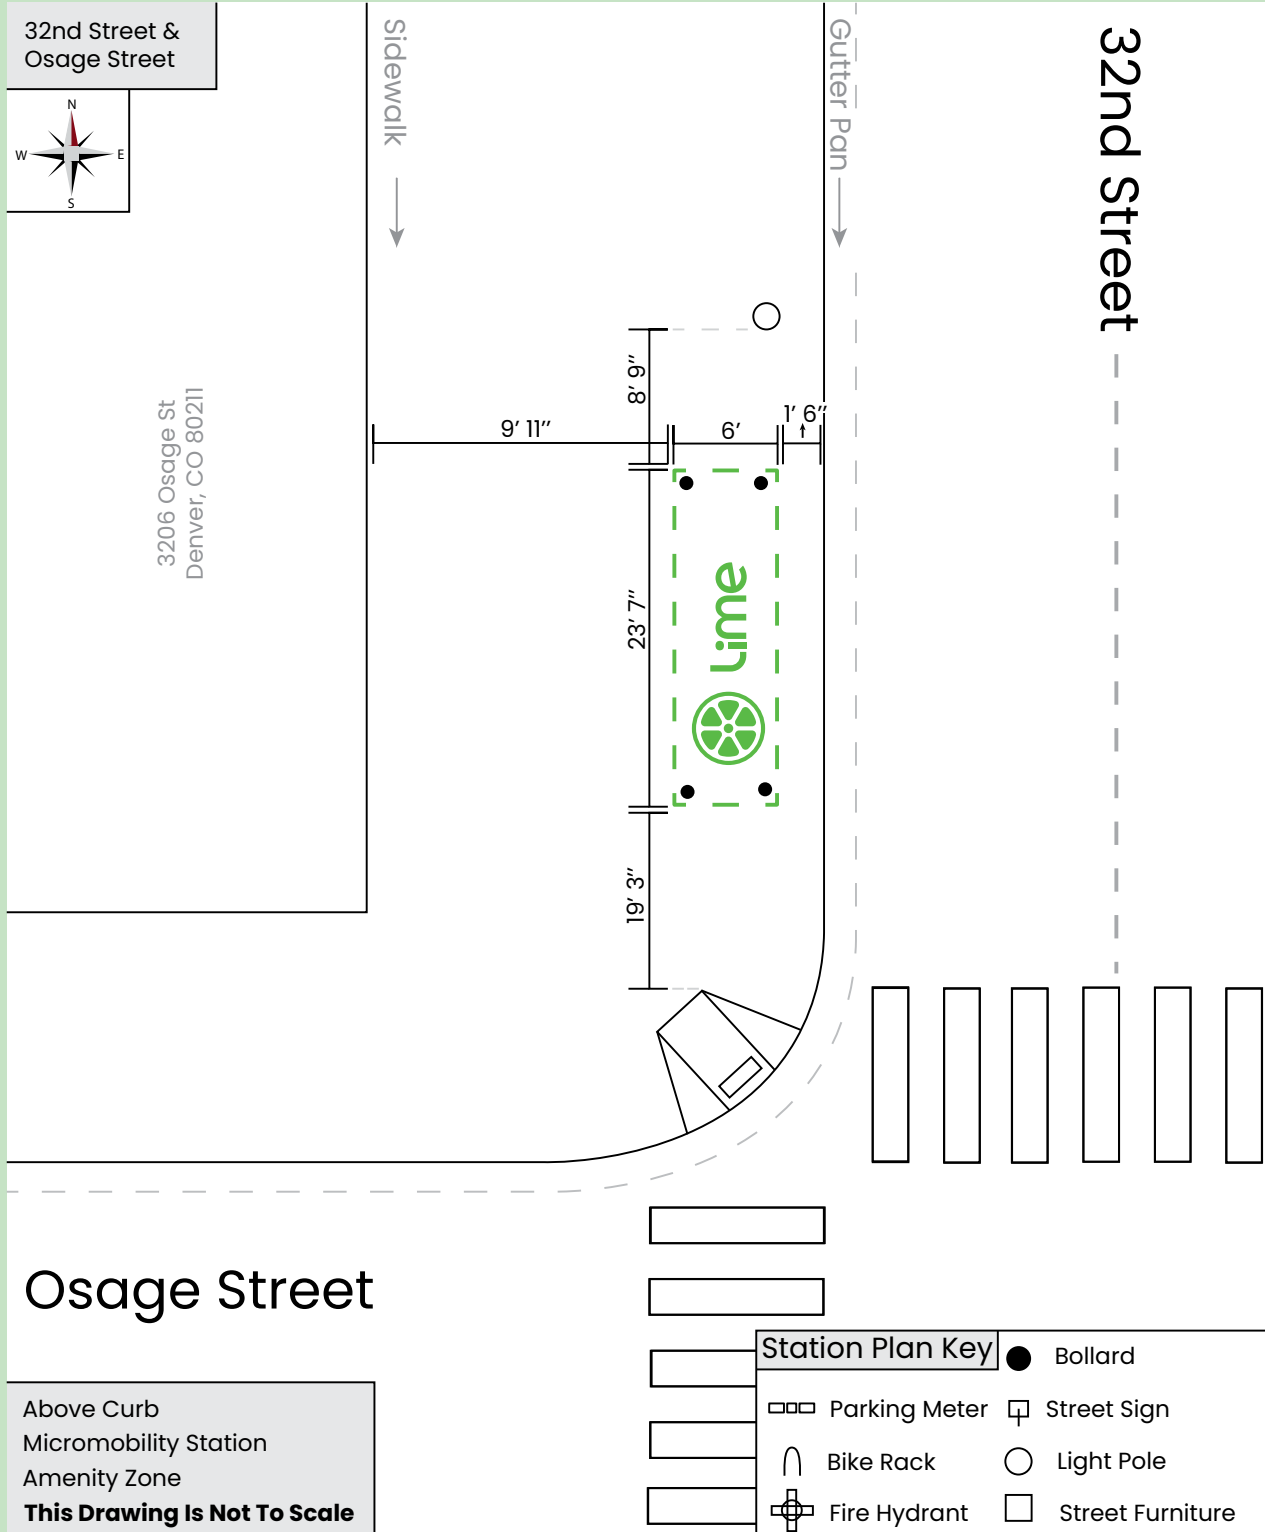 32nd Street &
Osage Street
N
W
E
S
Sidewalk
Gutter Pan
32nd Street
3206 Osage St
Denver, CO 80211
8’ 9”
9’ 11”
6’
1’ 6”
23’ 7”
Lime
19’ 3”
Osage Street
Above Curb
Micromobility Station
Amenity Zone
This Drawing Is Not To Scale
Station Plan Key
Bollard
Parking Meter
Street Sign
Bike Rack
Light Pole
Fire Hydrant
Street Furniture